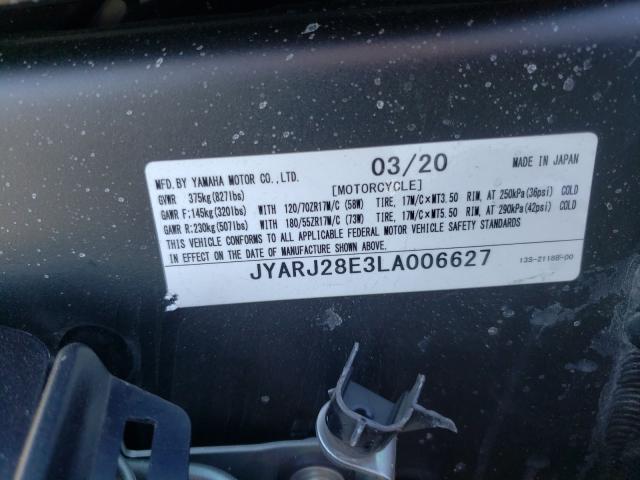 MFD.BY YAMAHA MOTOR CO.,LTD. 03/20 MADE IN JAPAN
GVWR 375kg(827lbs) [MOTORCYCLE]
GAWR F:145kg(320lbs) WITH 120/70ZR17M/C (58W) TIRE, 17M/C×MT3.50 RIM, AT 250kPa(36psi) COLD
GAWR R:230kg(507lbs) WITH 180/55ZR17M/C (73W) TIRE, 17M/C×MT5.50 RIM, AT 290kPa(42psi) COLD
THIS VEHICLE CONFORMS TO ALL APPLICABLE FEDERAL MOTOR VEHICLE SAFETY STANDARDS
IN EFFECT ON THE DATE OF MANUFACTURE SHOWN ABOVE.
JYARJ28E3LA006627 13S-2118B-00